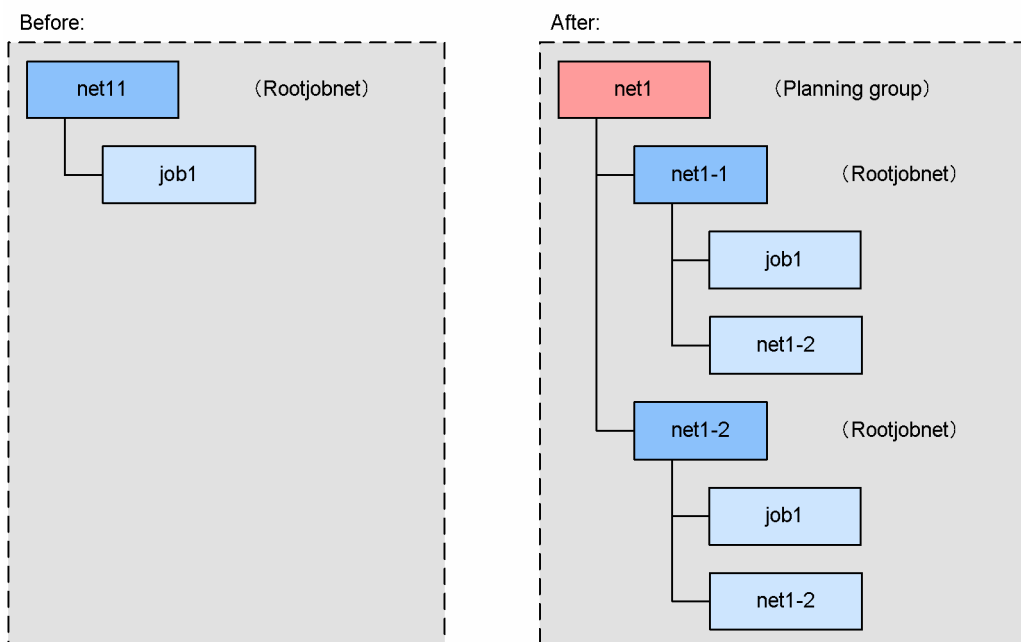 Before:
net11 （Rootjobnet）
job1
After:
net1 （Planning group）
net1-1 （Rootjobnet）
job1
net1-2
net1-2 （Rootjobnet）
job1
net1-2